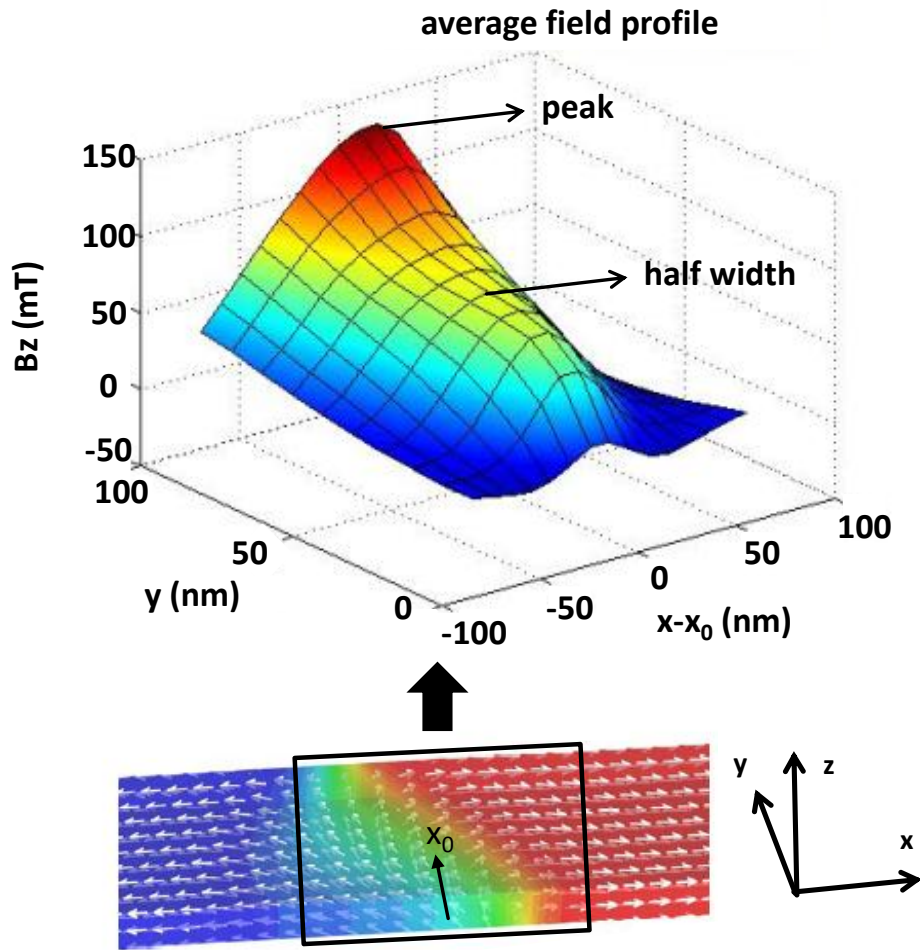 average field profile
peak
half width
Bz (mT)
150
100
50
0
-50
100
50
0
y (nm)
-100
-50
0
50
100
x-x₀ (nm)
x₀
y
z
x